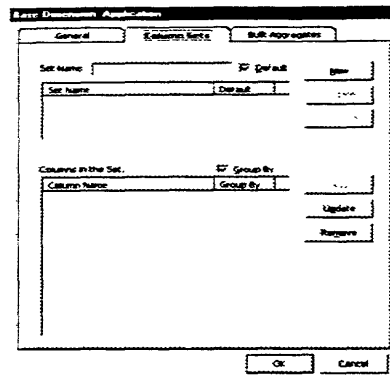 Base Dimension Application
General Column Sets Bulk Aggregates
Set Name Default New
Set Name Default
Columns in the Set. Group By
Column Name Group By
Update
Remove
OK Cancel